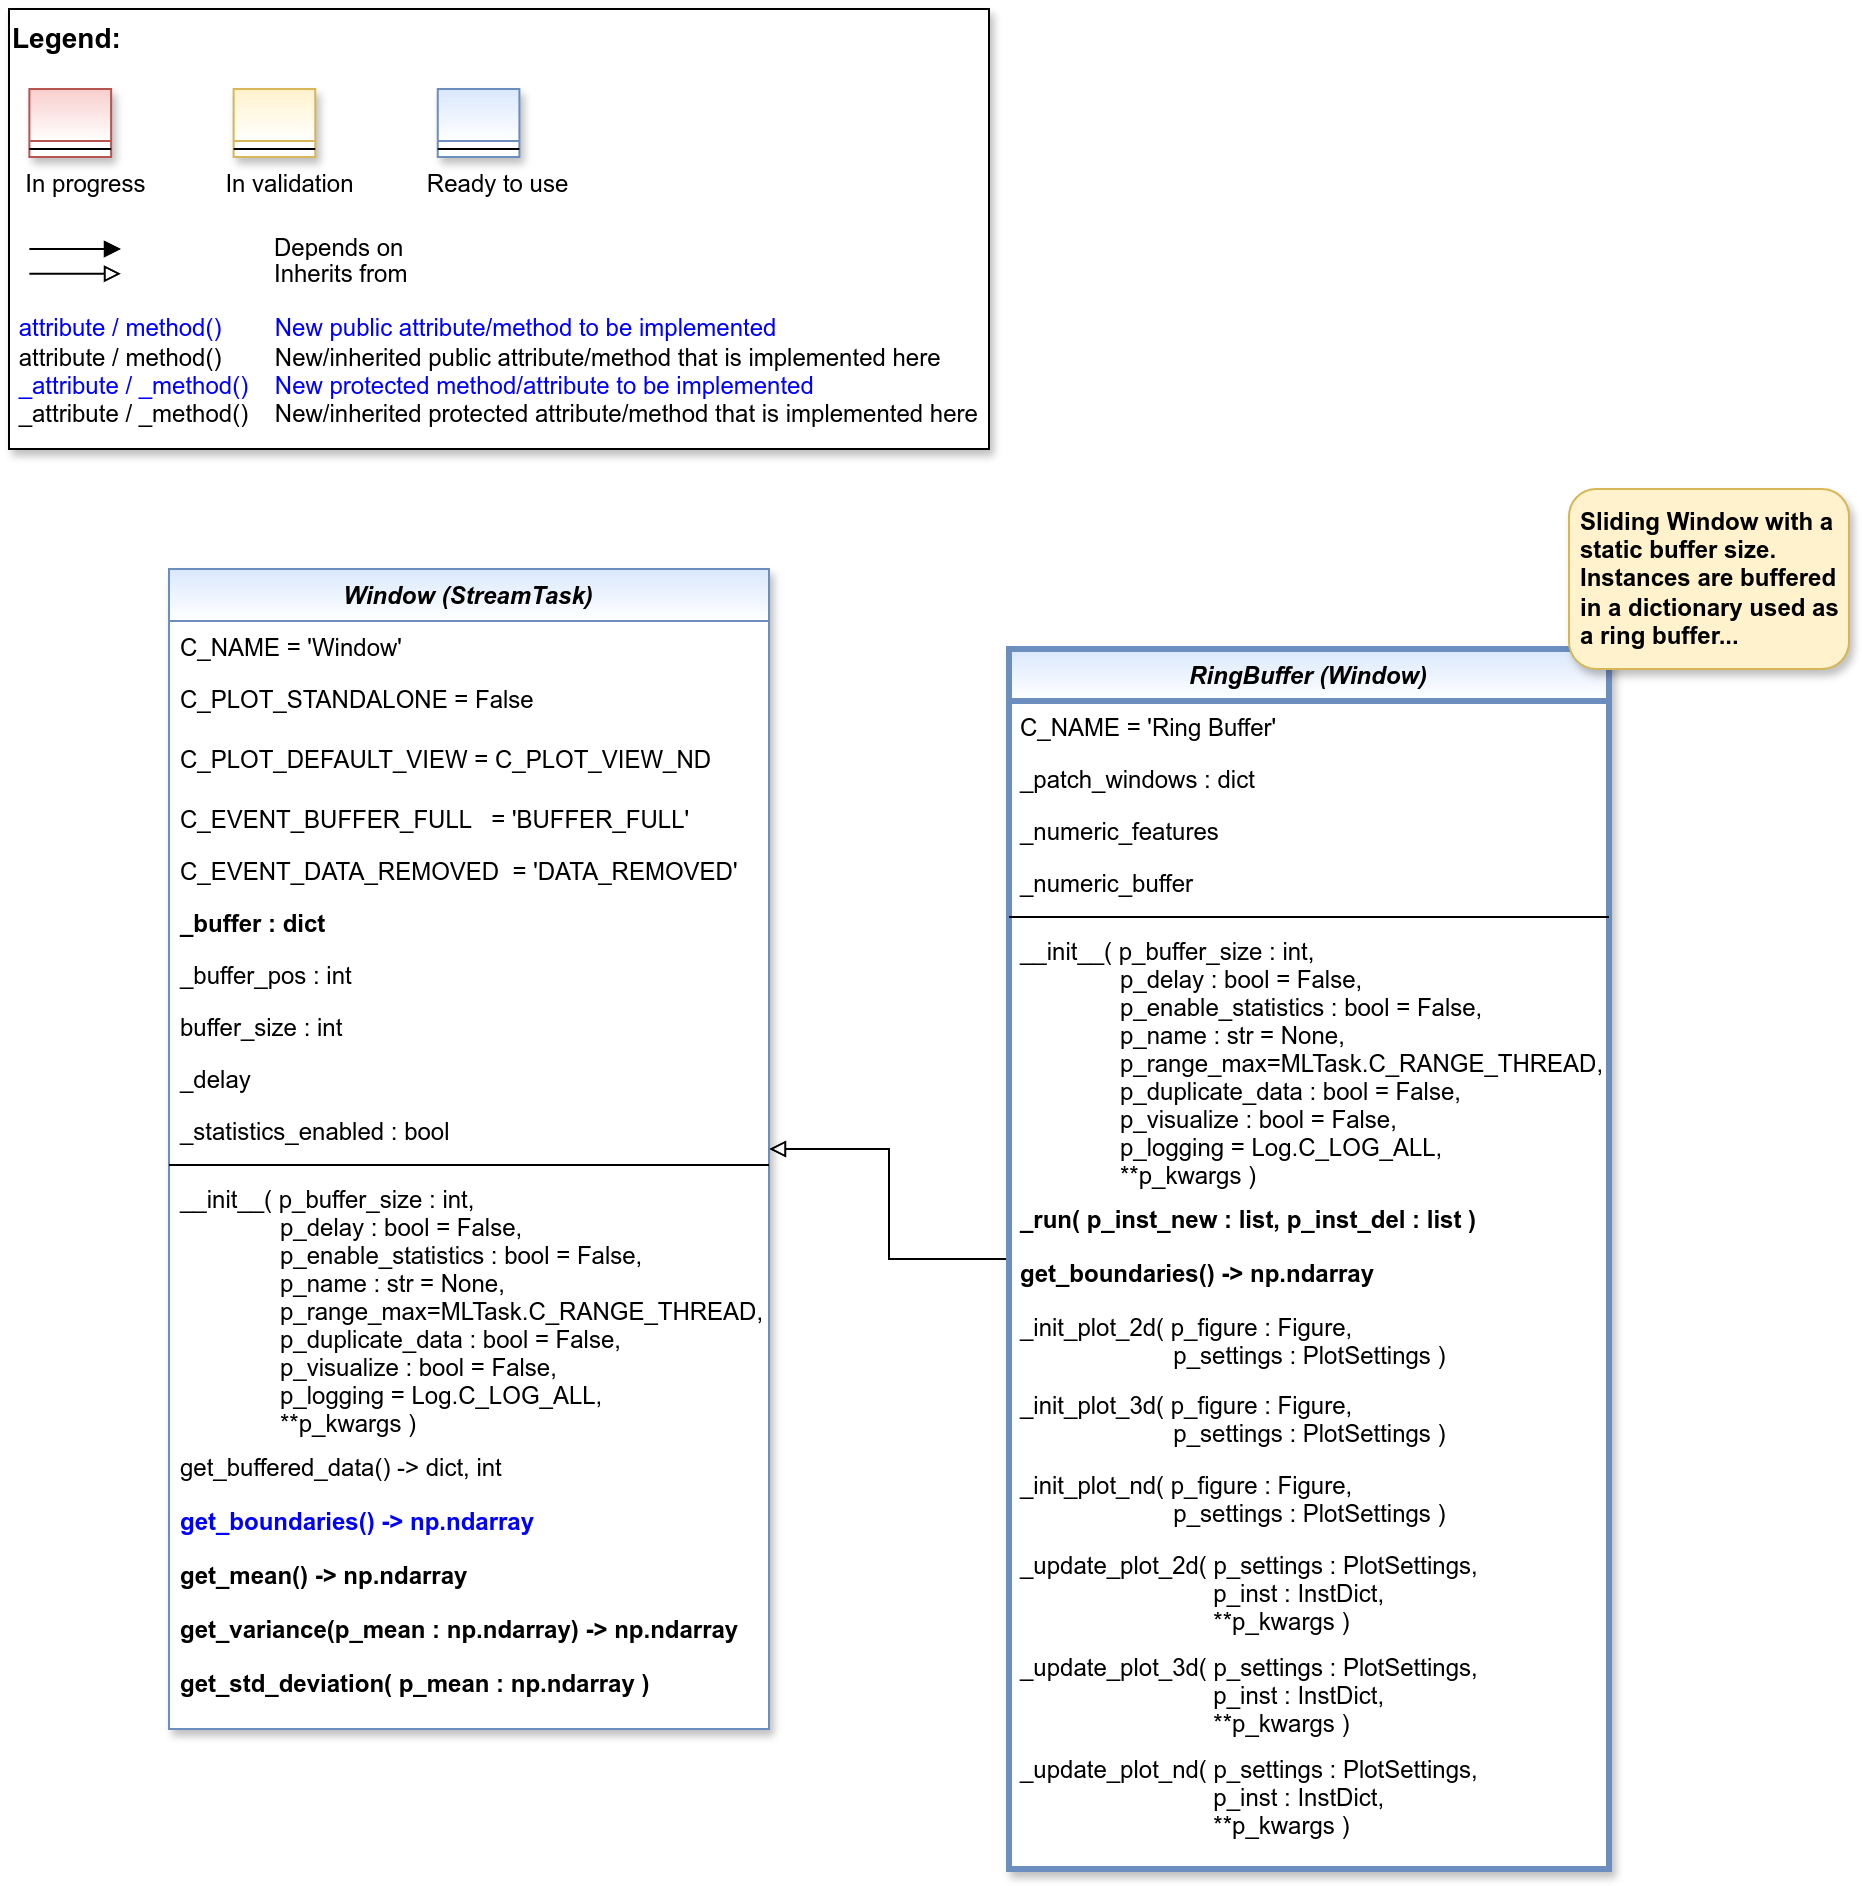 Legend:
In progress
In validation
Ready to use
Depends on
Inherits from
attribute / method() New public attribute/method to be implemented
attribute / method() New/inherited public attribute/method that is implemented here
_attribute / _method() New protected method/attribute to be implemented
_attribute / _method() New/inherited protected attribute/method that is implemented here
Window (StreamTask)
C_NAME = 'Window'
C_PLOT_STANDALONE = False
C_PLOT_DEFAULT_VIEW = C_PLOT_VIEW_ND
C_EVENT_BUFFER_FULL = 'BUFFER_FULL'
C_EVENT_DATA_REMOVED = 'DATA_REMOVED'
_buffer : dict
_buffer_pos : int
buffer_size : int
_delay
_statistics_enabled : bool
__init__( p_buffer_size : int,
p_delay : bool = False,
p_enable_statistics : bool = False,
p_name : str = None,
p_range_max=MLTask.C_RANGE_THREAD,
p_duplicate_data : bool = False,
p_visualize : bool = False,
p_logging = Log.C_LOG_ALL,
**p_kwargs )
get_buffered_data() -> dict, int
get_boundaries() -> np.ndarray
get_mean() -> np.ndarray
get_variance(p_mean : np.ndarray) -> np.ndarray
get_std_deviation( p_mean : np.ndarray )
Sliding Window with a
static buffer size.
Instances are buffered
in a dictionary used as
a ring buffer...
RingBuffer (Window)
C_NAME = 'Ring Buffer'
_patch_windows : dict
_numeric_features
_numeric_buffer
__init__( p_buffer_size : int,
p_delay : bool = False,
p_enable_statistics : bool = False,
p_name : str = None,
p_range_max=MLTask.C_RANGE_THREAD,
p_duplicate_data : bool = False,
p_visualize : bool = False,
p_logging = Log.C_LOG_ALL,
**p_kwargs )
_run( p_inst_new : list, p_inst_del : list )
get_boundaries() -> np.ndarray
_init_plot_2d( p_figure : Figure,
p_settings : PlotSettings )
_init_plot_3d( p_figure : Figure,
p_settings : PlotSettings )
_init_plot_nd( p_figure : Figure,
p_settings : PlotSettings )
_update_plot_2d( p_settings : PlotSettings,
p_inst : InstDict,
**p_kwargs )
_update_plot_3d( p_settings : PlotSettings,
p_inst : InstDict,
**p_kwargs )
_update_plot_nd( p_settings : PlotSettings,
p_inst : InstDict,
**p_kwargs )